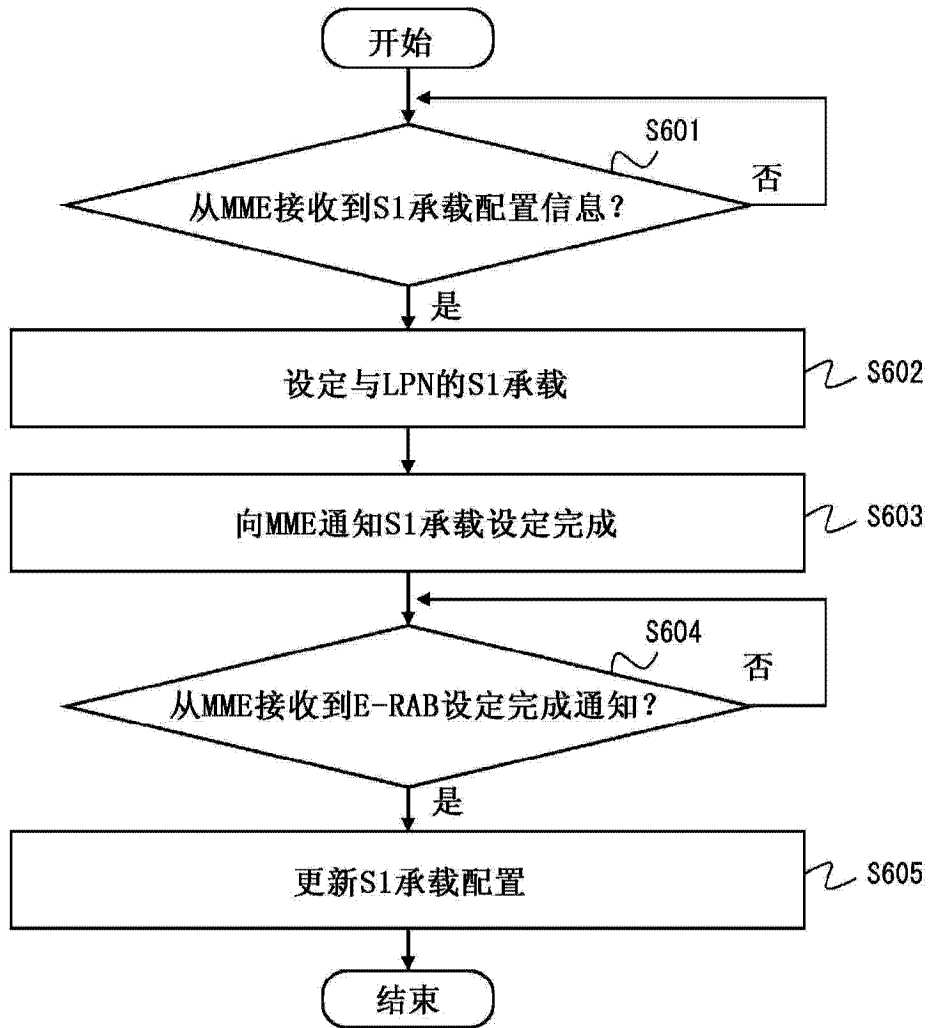 开始
S601
否
从MME接收到S1承载配置信息？
是
设定与LPN的S1承载
S602
向MME通知S1承载设定完成
S603
S604
否
从MME接收到E-RAB设定完成通知？
是
更新S1承载配置
S605
结束